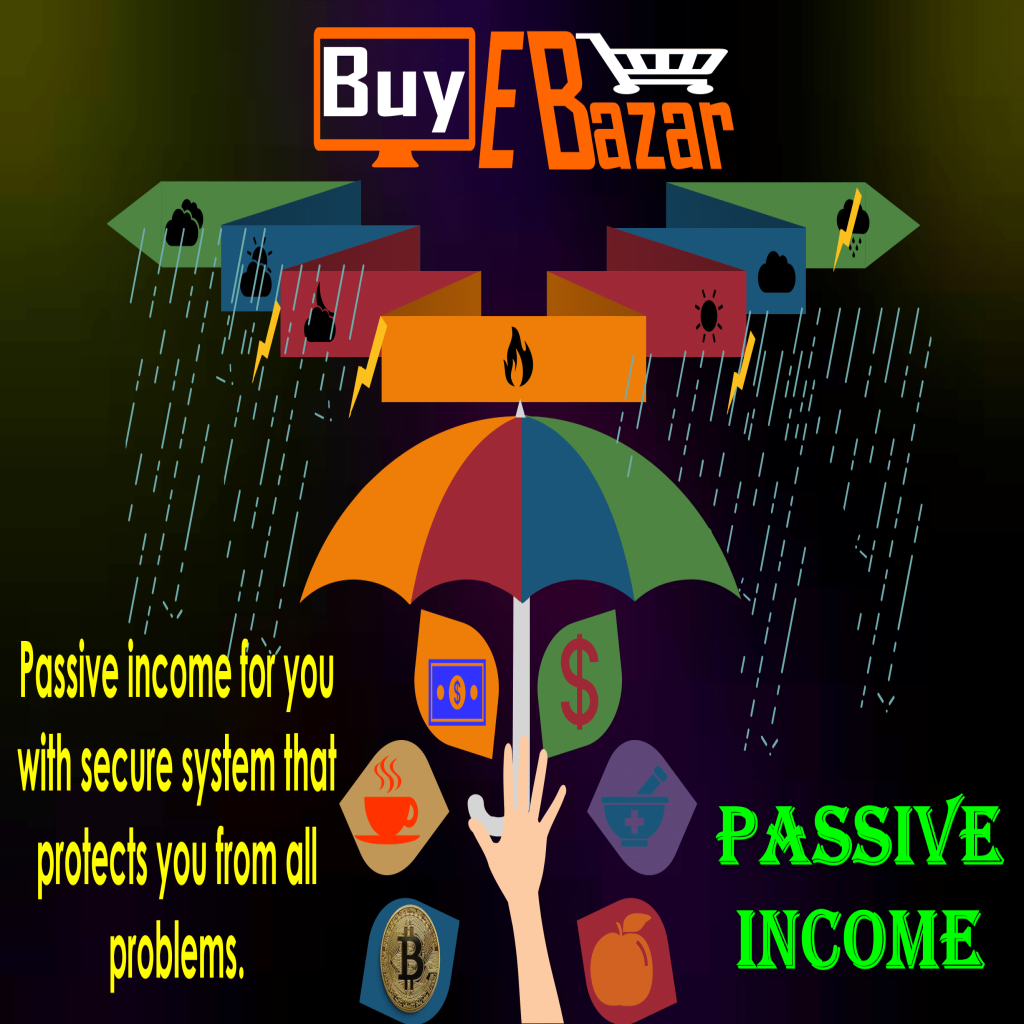 Buy E Bazar
Passive income for you
with secure system that
protects you from all
problems.
PASSIVE
INCOME